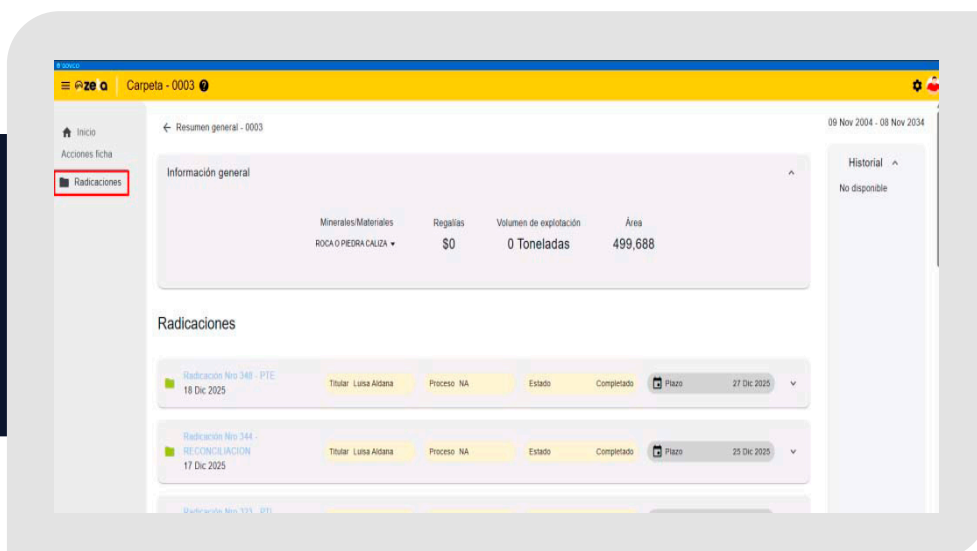 Carpeta - 0003
Inicio
Acciones ficha
Radicaciones
Resumen general - 0003
09 Nov 2004 - 08 Nov 2034
Información general
Historial
No disponible
Minerales/Materiales
Regalías
Volumen de explotación
Área
ROCA O PIEDRA CALIZA
$0
0 Toneladas
499,688
Radicaciones
Radicación Nro 348 - PTE
18 Dic 2025
Titular Luisa Aldana
Proceso NA
Estado Completado
Plazo 27 Dic 2025
Radicación Nro 344 -
RECONCILIACION
17 Dic 2025
Titular Luisa Aldana
Proceso NA
Estado Completado
Plazo 25 Dic 2025